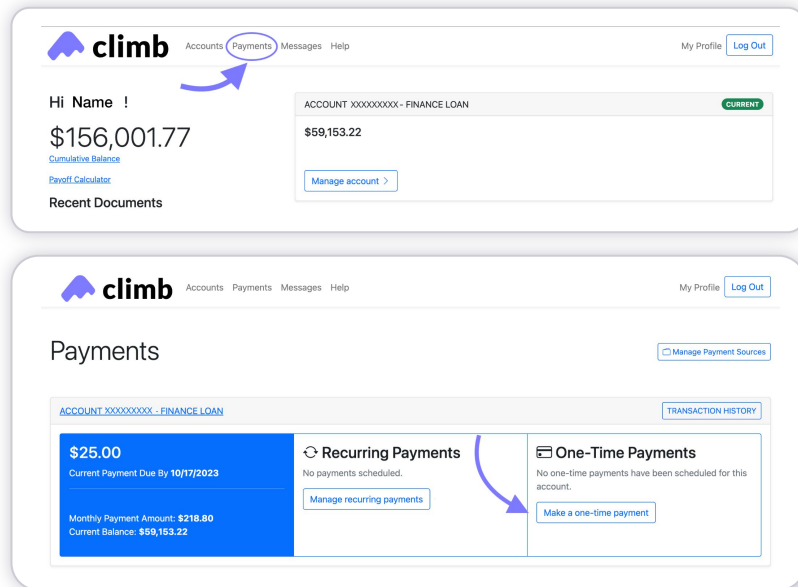 climb Accounts Payments Messages Help My Profile Log Out
Hi Name !
$156,001.77
Cumulative Balance
Payoff Calculator
Recent Documents
ACCOUNT XXXXXXXXX - FINANCE LOAN CURRENT
$59,153.22
Manage account >
climb Accounts Payments Messages Help My Profile Log Out
Payments
Manage Payment Sources
ACCOUNT XXXXXXXXX - FINANCE LOAN TRANSACTION HISTORY
$25.00
Current Payment Due By 10/17/2023
Monthly Payment Amount: $218.80
Current Balance: $59,153.22
Recurring Payments
No payments scheduled.
Manage recurring payments
One-Time Payments
No one-time payments have been scheduled for this
account.
Make a one-time payment